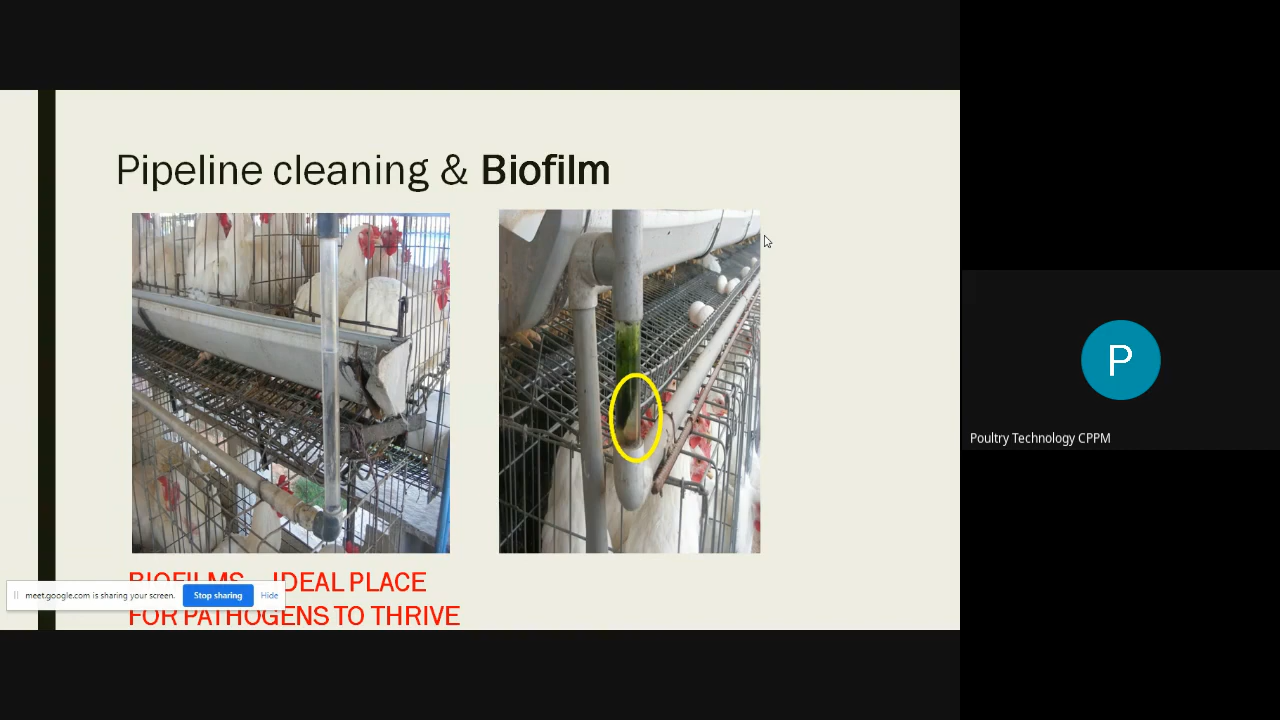 Pipeline cleaning & Biofilm
BIOFILMS IDEAL PLACE
FOR PATHOGENS TO THRIVE
meet.google.com is sharing your screen.
Stop sharing
Hide
P
Poultry Technology CPPM